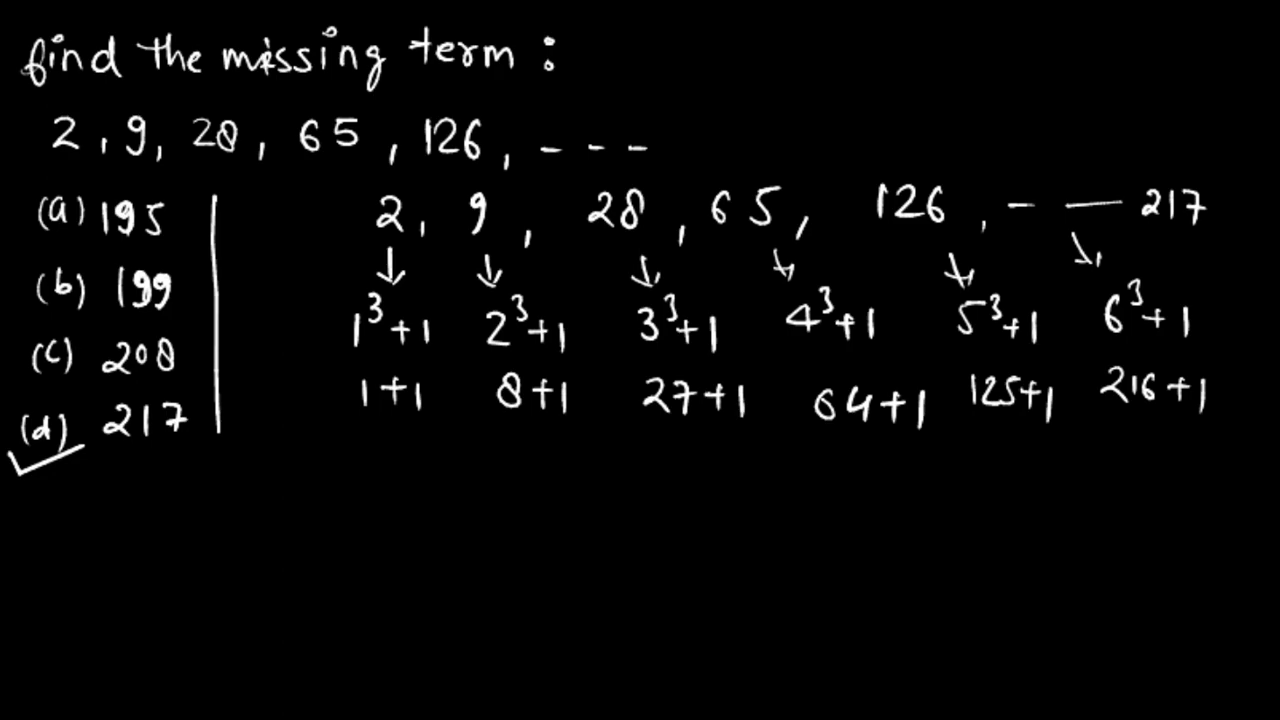 find the missing term :
2 , 9 , 28 , 65 , 126 , - - -
(a) 195
(b) 199
(c) 208
(d) 217
2 , 9 , 28 , 65 , 126 , - — 217
↓ ↓ ↓ ↓ ↓ ↓
1³+1 2³+1 3³+1 4³+1 5³+1 6³+1
1+1 8+1 27+1 64+1 125+1 216+1